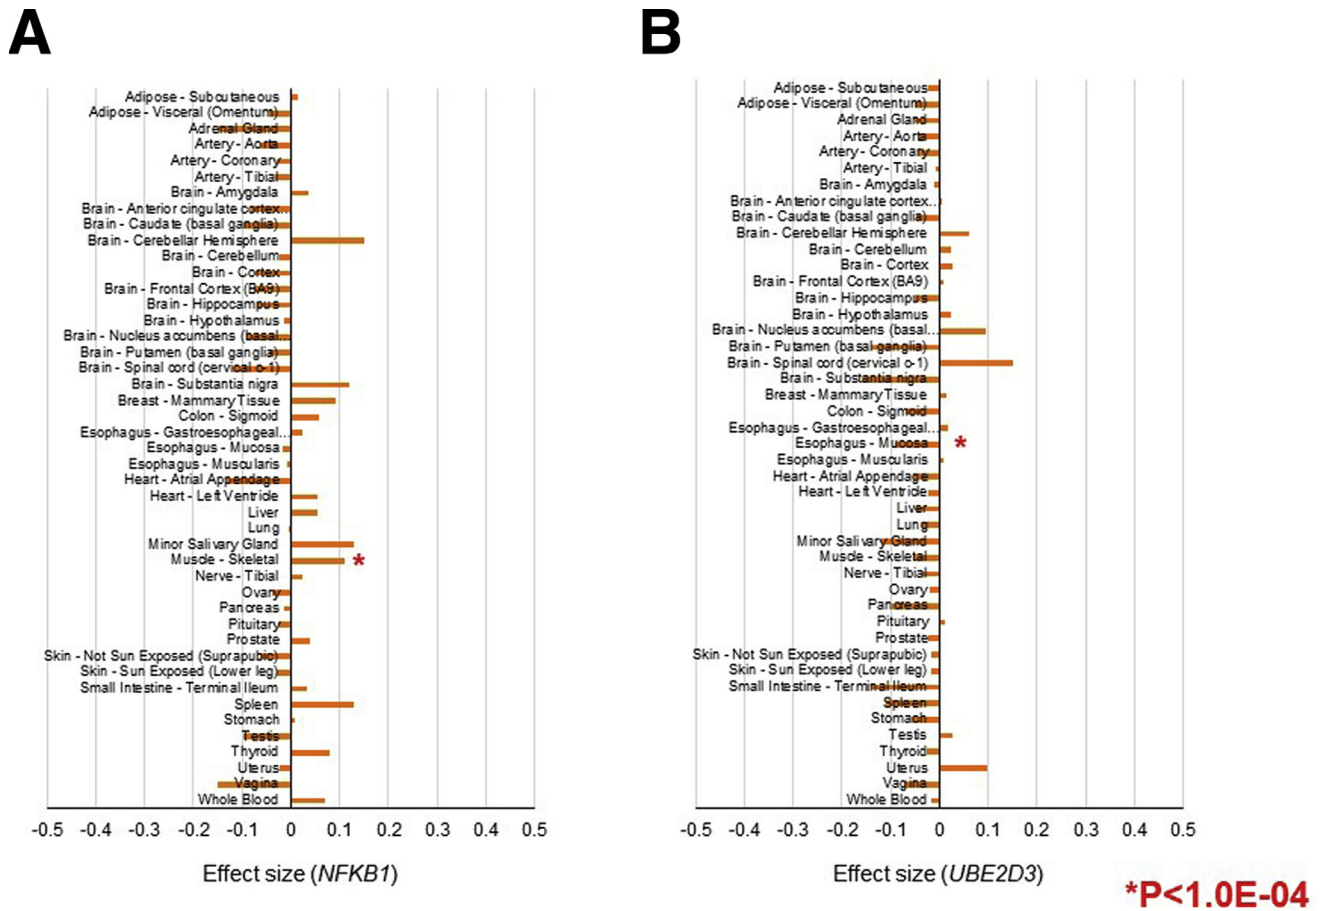 A
Adipose - Subcutaneous
Adipose - Visceral (Omentum)
Adrenal Gland
Artery - Aorta
Artery - Coronary
Artery - Tibial
Brain - Amygdala
Brain - Anterior cingulate cortex...
Brain - Caudate (basal ganglia)
Brain - Cerebellar Hemisphere
Brain - Cerebellum
Brain - Cortex
Brain - Frontal Cortex (BA9)
Brain - Hippocampus
Brain - Hypothalamus
Brain - Nucleus accumbens (basal...
Brain - Putamen (basal ganglia)
Brain - Spinal cord (cervical c-1)
Brain - Substantia nigra
Breast - Mammary Tissue
Colon - Sigmoid
Esophagus - Gastroesophageal...
Esophagus - Mucosa
Esophagus - Muscularis
Heart - Atrial Appendage
Heart - Left Ventricle
Liver
Lung
Minor Salivary Gland
Muscle - Skeletal *
Nerve - Tibial
Ovary
Pancreas
Pituitary
Prostate
Skin - Not Sun Exposed (Suprapubic)
Skin - Sun Exposed (Lower leg)
Small Intestine - Terminal Ileum
Spleen
Stomach
Testis
Thyroid
Uterus
Vagina
Whole Blood
-0.5 -0.4 -0.3 -0.2 -0.1 0 0.1 0.2 0.3 0.4 0.5
Effect size (NFKB1)
B
Adipose - Subcutaneous
Adipose - Visceral (Omentum)
Adrenal Gland
Artery - Aorta
Artery - Coronary
Artery - Tibial
Brain - Amygdala
Brain - Anterior cingulate cortex...
Brain - Caudate (basal ganglia)
Brain - Cerebellar Hemisphere
Brain - Cerebellum
Brain - Cortex
Brain - Frontal Cortex (BA9)
Brain - Hippocampus
Brain - Hypothalamus
Brain - Nucleus accumbens (basal...
Brain - Putamen (basal ganglia)
Brain - Spinal cord (cervical c-1)
Brain - Substantia nigra
Breast - Mammary Tissue
Colon - Sigmoid
Esophagus - Gastroesophageal...
Esophagus - Mucosa *
Esophagus - Muscularis
Heart - Atrial Appendage
Heart - Left Ventricle
Liver
Lung
Minor Salivary Gland
Muscle - Skeletal
Nerve - Tibial
Ovary
Pancreas
Pituitary
Prostate
Skin - Not Sun Exposed (Suprapubic)
Skin - Sun Exposed (Lower leg)
Small Intestine - Terminal Ileum
Spleen
Stomach
Testis
Thyroid
Uterus
Vagina
Whole Blood
-0.5 -0.4 -0.3 -0.2 -0.1 0 0.1 0.2 0.3 0.4 0.5
Effect size (UBE2D3)
*P<1.0E-04